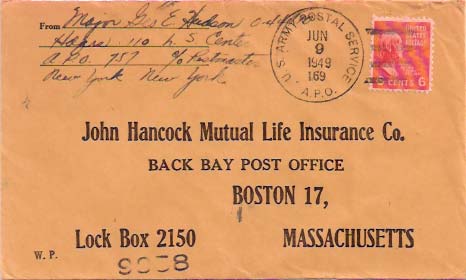 From Major Geo E Hudson
110 L S Center
A.P.O. 757 c/o Postmaster
New York New York
U.S. ARMY POSTAL SERVICE
JUN
9
1949
169
A.P.O.
UNITED STATES
POSTAGE
6 CENTS 6
John Hancock Mutual Life Insurance Co.
BACK BAY POST OFFICE
BOSTON 17,
Lock Box 2150 MASSACHUSETTS
W. P.
9358